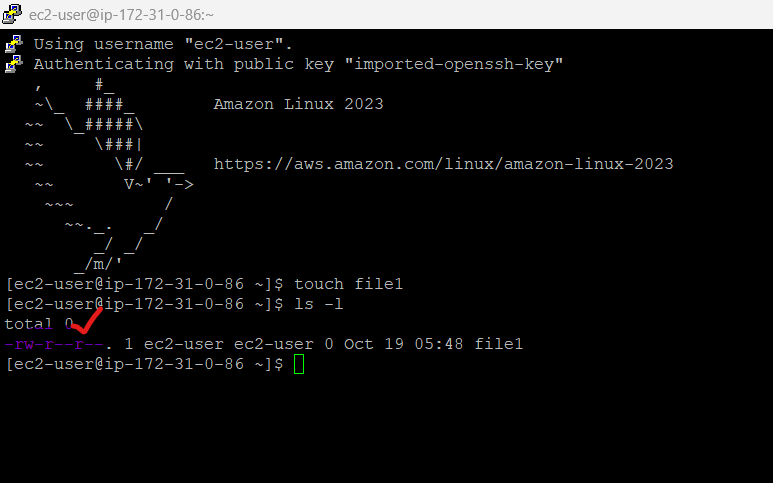 ec2-user@ip-172-31-0-86:~
Using username "ec2-user".
Authenticating with public key "imported-openssh-key"
   ,     #_
   ~\_  ####_        Amazon Linux 2023
  ~~  \_#####\
  ~~     \###|
  ~~       \#/ ___   https://aws.amazon.com/linux/amazon-linux-2023
   ~~       V~' '->
    ~~~         /
      ~~._.   _/
         _/ _/
       _/m/'
[ec2-user@ip-172-31-0-86 ~]$ touch file1
[ec2-user@ip-172-31-0-86 ~]$ ls -l
total 0
-rw-r--r--. 1 ec2-user ec2-user 0 Oct 19 05:48 file1
[ec2-user@ip-172-31-0-86 ~]$